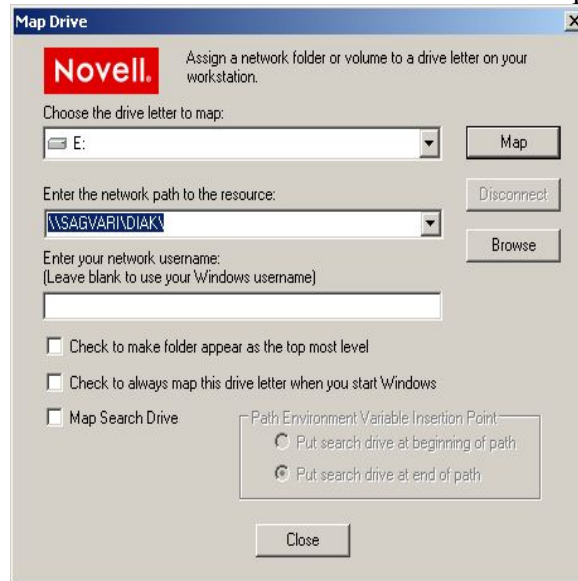 Map Drive
Novell.
Assign a network folder or volume to a drive letter on your
workstation.
Choose the drive letter to map:
E:
Map
Enter the network path to the resource:
Disconnect
\\SAGVARI\DIAK\
Browse
Enter your network username:
(Leave blank to use your Windows username)
Check to make folder appear as the top most level
Check to always map this drive letter when you start Windows
Map Search Drive
Path Environment Variable Insertion Point
Put search drive at beginning of path
Put search drive at end of path
Close